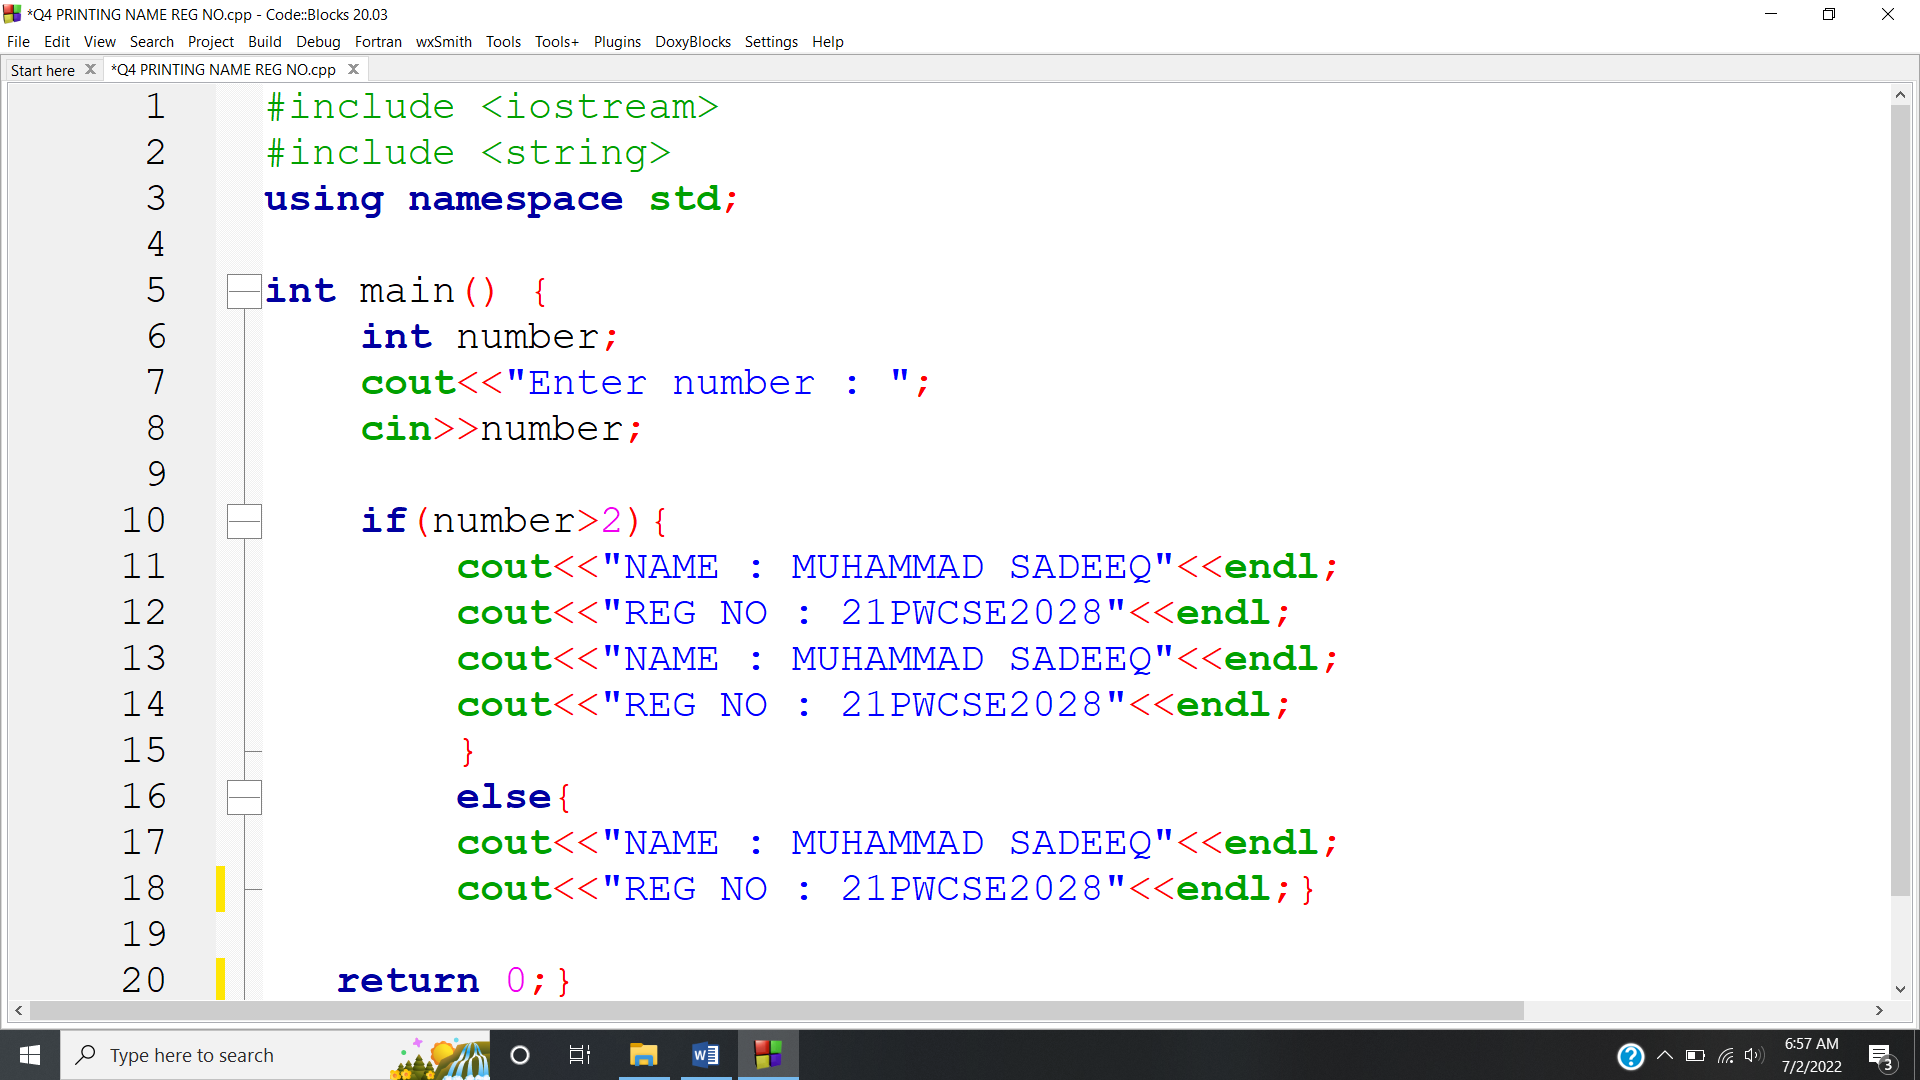 *Q4 PRINTING NAME REG NO.cpp - Code::Blocks 20.03
File Edit View Search Project Build Debug Fortran wxSmith Tools Tools+ Plugins DoxyBlocks Settings Help
Start here *Q4 PRINTING NAME REG NO.cpp
1 #include <iostream>
2 #include <string>
3 using namespace std;
4
5 int main() {
6     int number;
7     cout<<"Enter number : ";
8     cin>>number;
9
10     if(number>2){
11         cout<<"NAME : MUHAMMAD SADEEQ"<<endl;
12         cout<<"REG NO : 21PWCSE2028"<<endl;
13         cout<<"NAME : MUHAMMAD SADEEQ"<<endl;
14         cout<<"REG NO : 21PWCSE2028"<<endl;
15         }
16         else{
17         cout<<"NAME : MUHAMMAD SADEEQ"<<endl;
18         cout<<"REG NO : 21PWCSE2028"<<endl;}
19
20    return 0;}
Type here to search
6:57 AM
7/2/2022
3